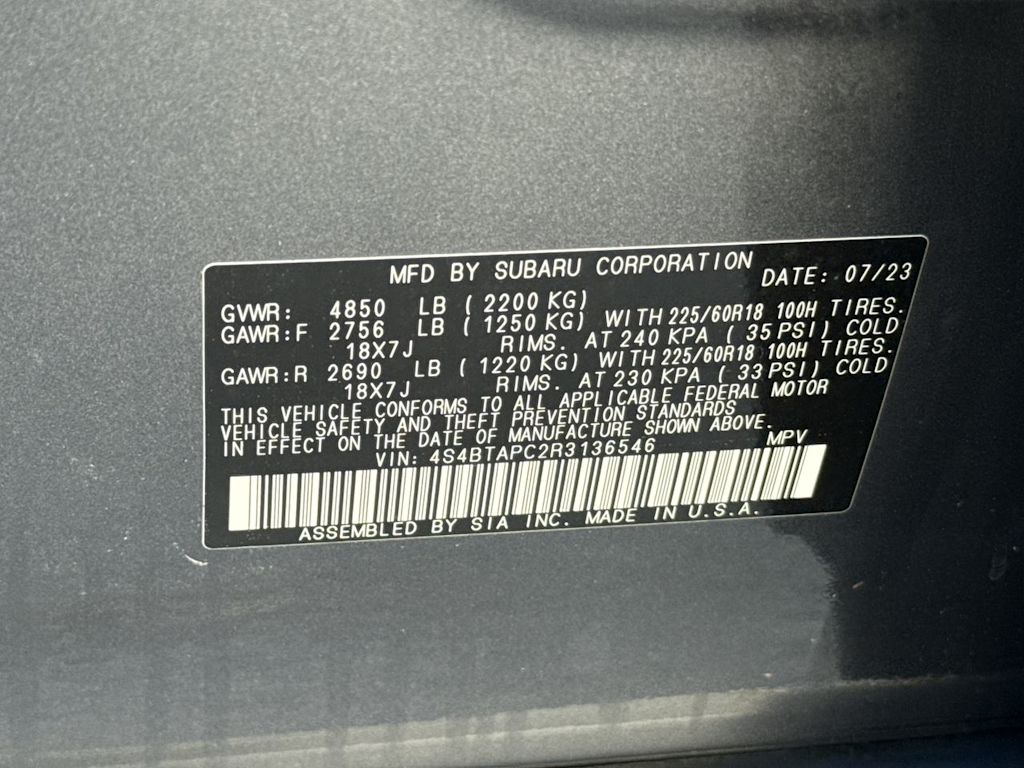 MFD BY SUBARU CORPORATION DATE: 07/23
GVWR: 4850 LB (2200 KG)
GAWR:F 2756 LB (1250 KG) WITH 225/60R18 100H TIRES.
18X7J RIMS. AT 240 KPA (35 PSI) COLD
GAWR:R 2690 LB (1220 KG) WITH 225/60R18 100H TIRES.
18X7J RIMS. AT 230 KPA (33 PSI) COLD
THIS VEHICLE CONFORMS TO ALL APPLICABLE FEDERAL MOTOR
VEHICLE SAFETY AND THEFT PREVENTION STANDARDS
IN EFFECT ON THE DATE OF MANUFACTURE SHOWN ABOVE.
VIN: 4S4BTAPC2R3136546 MPV
ASSEMBLED BY SIA INC. MADE IN U.S.A.